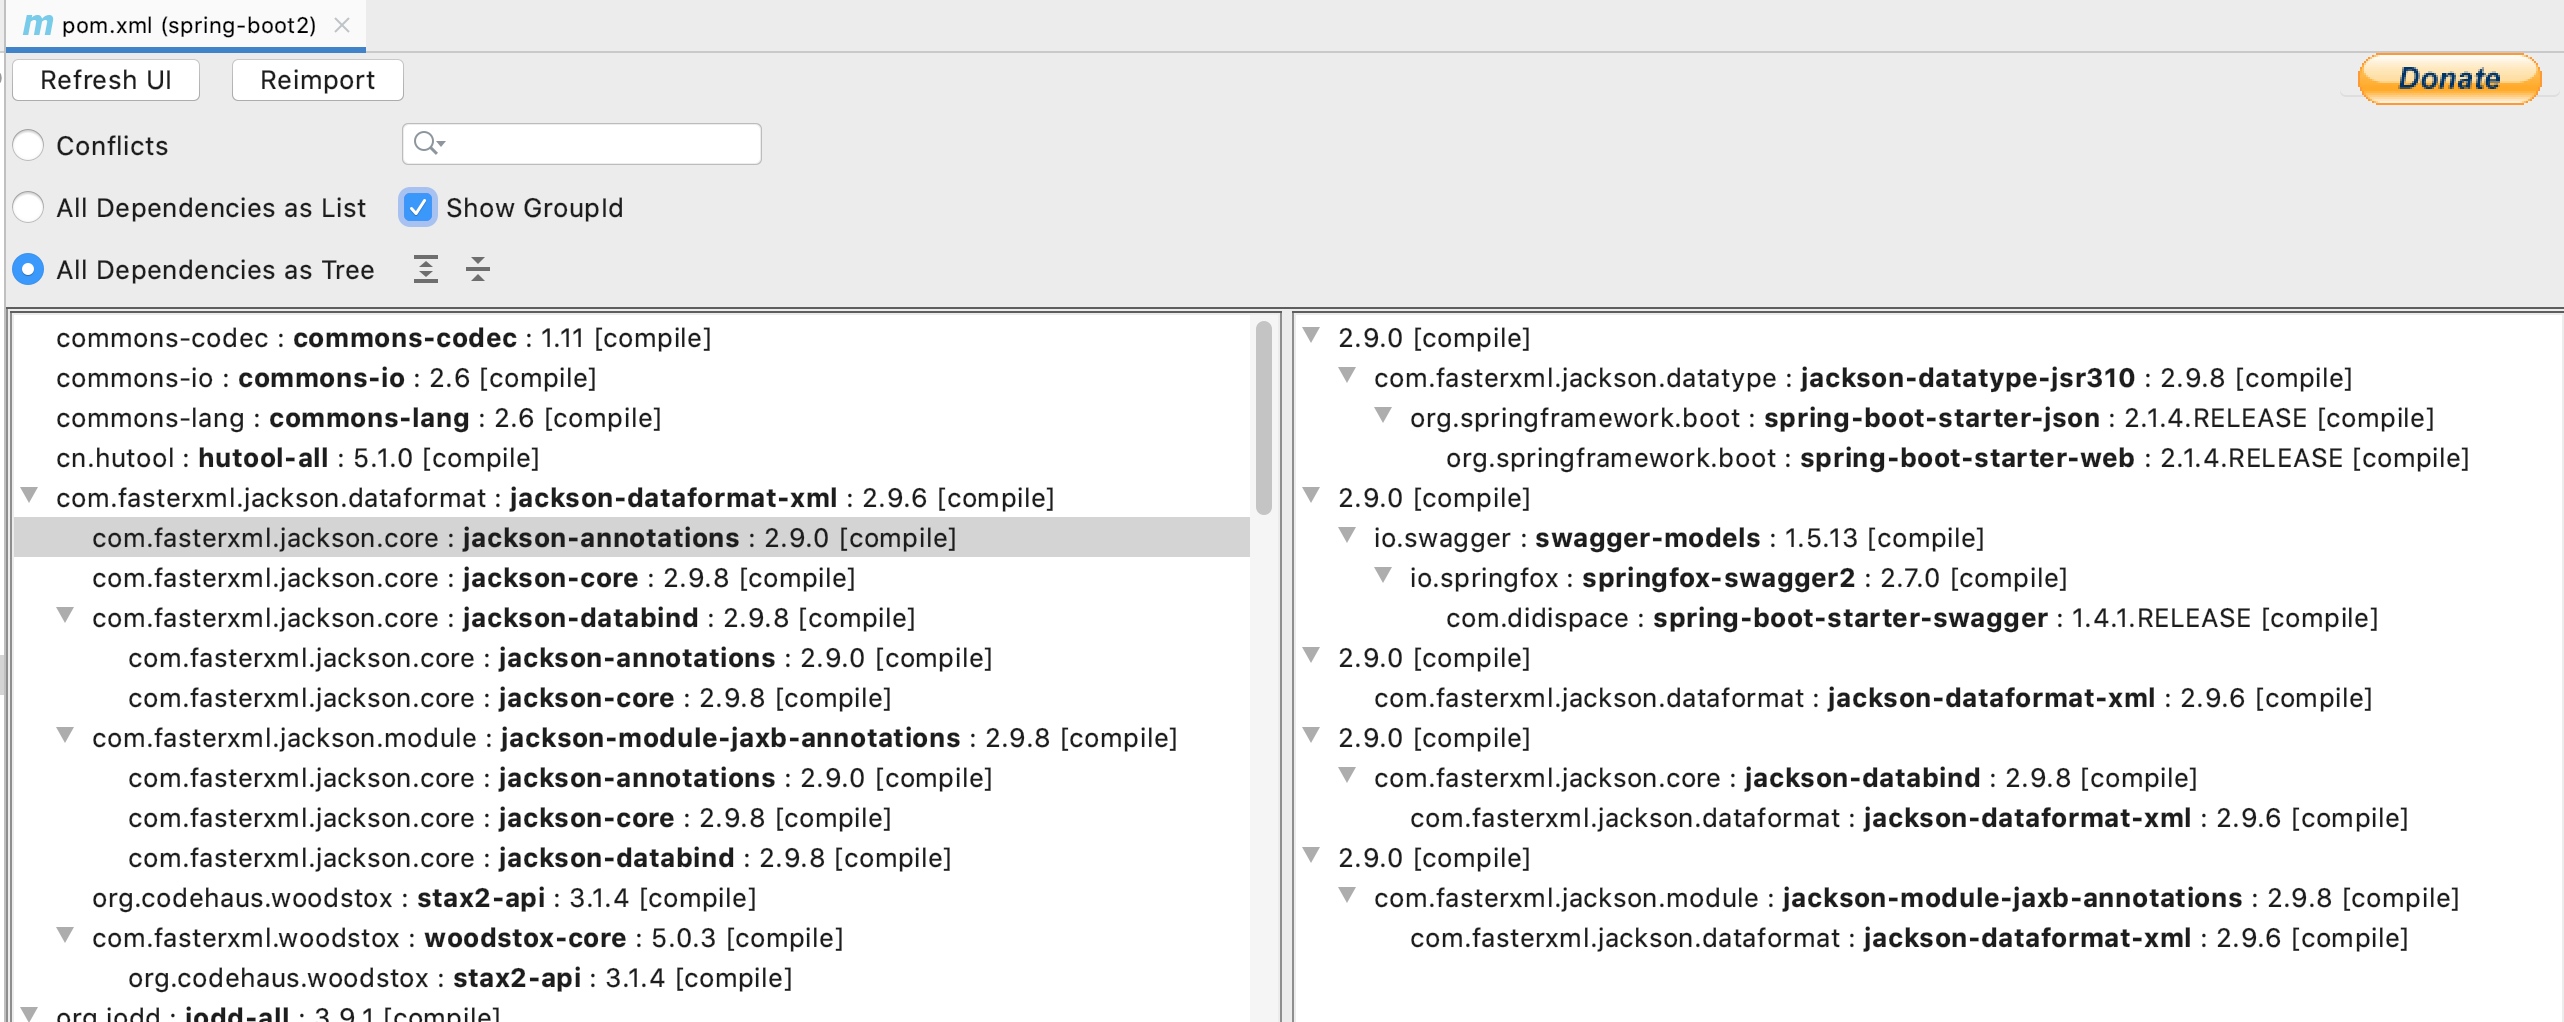 m pom.xml (spring-boot2)
Refresh UI Reimport Donate
Conflicts
All Dependencies as List Show GroupId
All Dependencies as Tree
commons-codec : commons-codec : 1.11 [compile]
commons-io : commons-io : 2.6 [compile]
commons-lang : commons-lang : 2.6 [compile]
cn.hutool : hutool-all : 5.1.0 [compile]
com.fasterxml.jackson.dataformat : jackson-dataformat-xml : 2.9.6 [compile]
com.fasterxml.jackson.core : jackson-annotations : 2.9.0 [compile]
com.fasterxml.jackson.core : jackson-core : 2.9.8 [compile]
com.fasterxml.jackson.core : jackson-databind : 2.9.8 [compile]
com.fasterxml.jackson.core : jackson-annotations : 2.9.0 [compile]
com.fasterxml.jackson.core : jackson-core : 2.9.8 [compile]
com.fasterxml.jackson.module : jackson-module-jaxb-annotations : 2.9.8 [compile]
com.fasterxml.jackson.core : jackson-annotations : 2.9.0 [compile]
com.fasterxml.jackson.core : jackson-core : 2.9.8 [compile]
com.fasterxml.jackson.core : jackson-databind : 2.9.8 [compile]
org.codehaus.woodstox : stax2-api : 3.1.4 [compile]
com.fasterxml.woodstox : woodstox-core : 5.0.3 [compile]
org.codehaus.woodstox : stax2-api : 3.1.4 [compile]
org.jodd : jodd-all : 3.9.1 [compile]
2.9.0 [compile]
com.fasterxml.jackson.datatype : jackson-datatype-jsr310 : 2.9.8 [compile]
org.springframework.boot : spring-boot-starter-json : 2.1.4.RELEASE [compile]
org.springframework.boot : spring-boot-starter-web : 2.1.4.RELEASE [compile]
2.9.0 [compile]
io.swagger : swagger-models : 1.5.13 [compile]
io.springfox : springfox-swagger2 : 2.7.0 [compile]
com.didispace : spring-boot-starter-swagger : 1.4.1.RELEASE [compile]
2.9.0 [compile]
com.fasterxml.jackson.dataformat : jackson-dataformat-xml : 2.9.6 [compile]
2.9.0 [compile]
com.fasterxml.jackson.core : jackson-databind : 2.9.8 [compile]
com.fasterxml.jackson.dataformat : jackson-dataformat-xml : 2.9.6 [compile]
2.9.0 [compile]
com.fasterxml.jackson.module : jackson-module-jaxb-annotations : 2.9.8 [compile]
com.fasterxml.jackson.dataformat : jackson-dataformat-xml : 2.9.6 [compile]